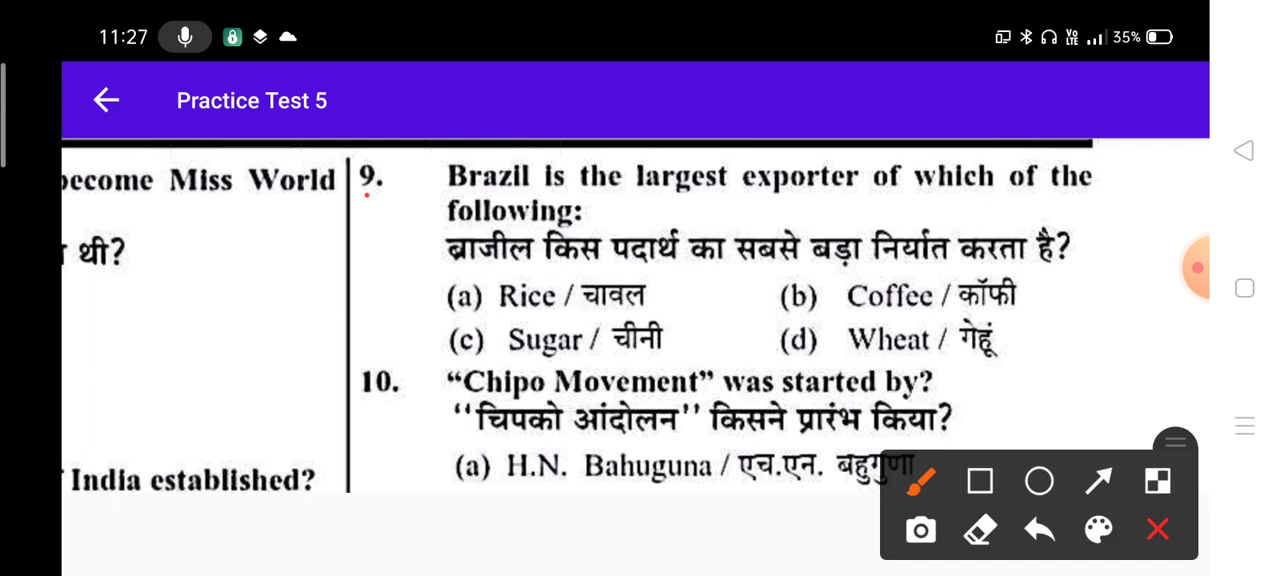 11:27
35%
Practice Test 5
become Miss World
थी?
India established?
9. Brazil is the largest exporter of which of the
following:
ब्राजील किस पदार्थ का सबसे बड़ा निर्यात करता है?
(a) Rice / चावल (b) Coffee / कॉफी
(c) Sugar / चीनी (d) Wheat / गेहूं
10. “Chipo Movement” was started by?
‘‘चिपको आंदोलन’’ किसने प्रारंभ किया?
(a) H.N. Bahuguna / एच.एन. बहुगुणा